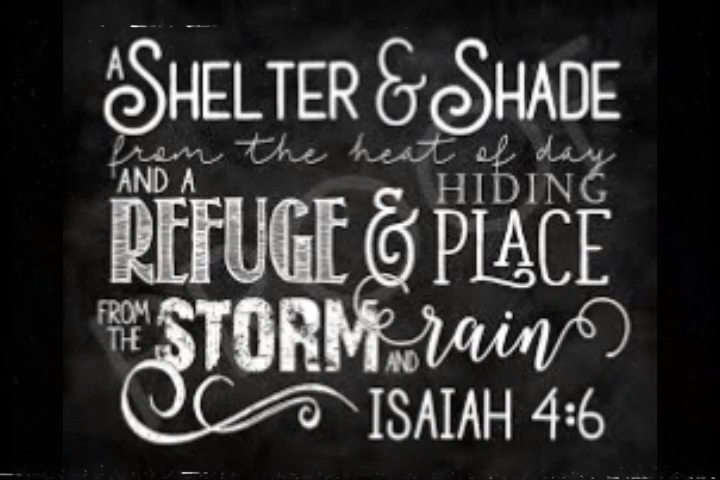 A SHELTER & SHADE
from the heat of day
AND A HIDING
REFUGE & PLACE
FROM THE STORM AND rain
ISAIAH 4:6